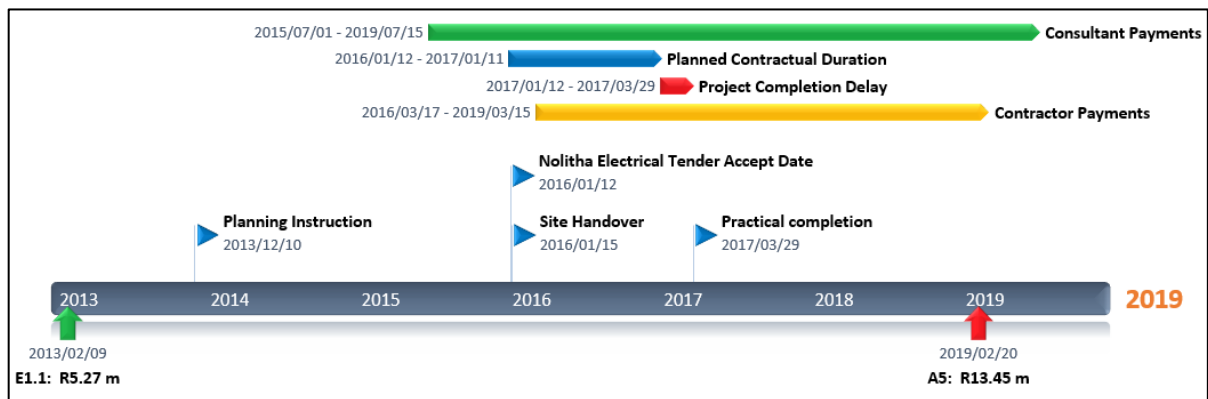 2015/07/01 - 2019/07/15 Consultant Payments
2016/01/12 - 2017/01/11 Planned Contractual Duration
2017/01/12 - 2017/03/29 Project Completion Delay
2016/03/17 - 2019/03/15 Contractor Payments
Nolitha Electrical Tender Accept Date
2016/01/12
Planning Instruction
2013/12/10
Site Handover
2016/01/15
Practical completion
2017/03/29
2013 2014 2015 2016 2017 2018 2019 2019
2013/02/09
E1.1: R5.27 m
2019/02/20
A5: R13.45 m